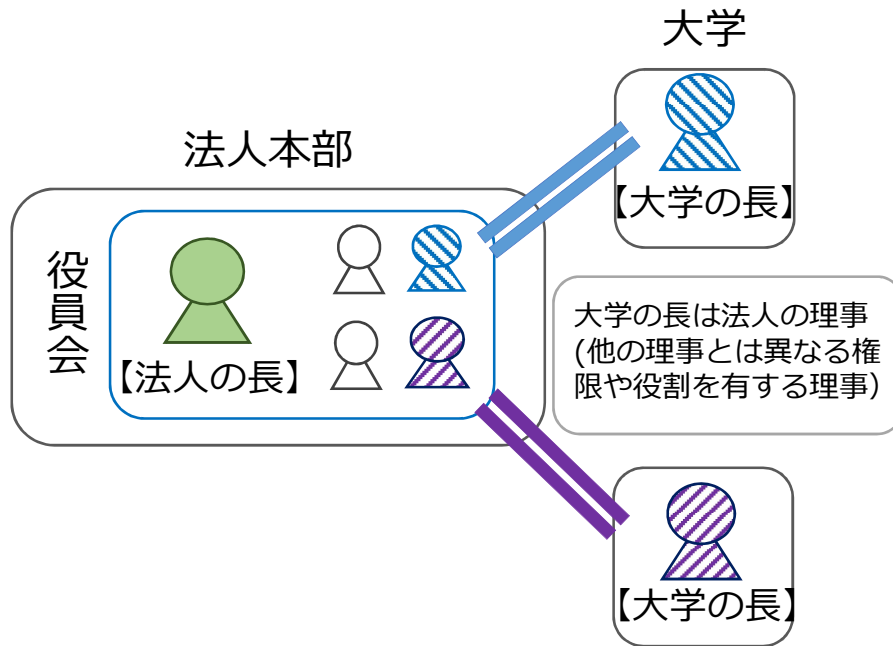 大学
【大学の長】
法人本部
役員会
【法人の長】
大学の長は法人の理事
(他の理事とは異なる権
限や役割を有する理事)
【大学の長】